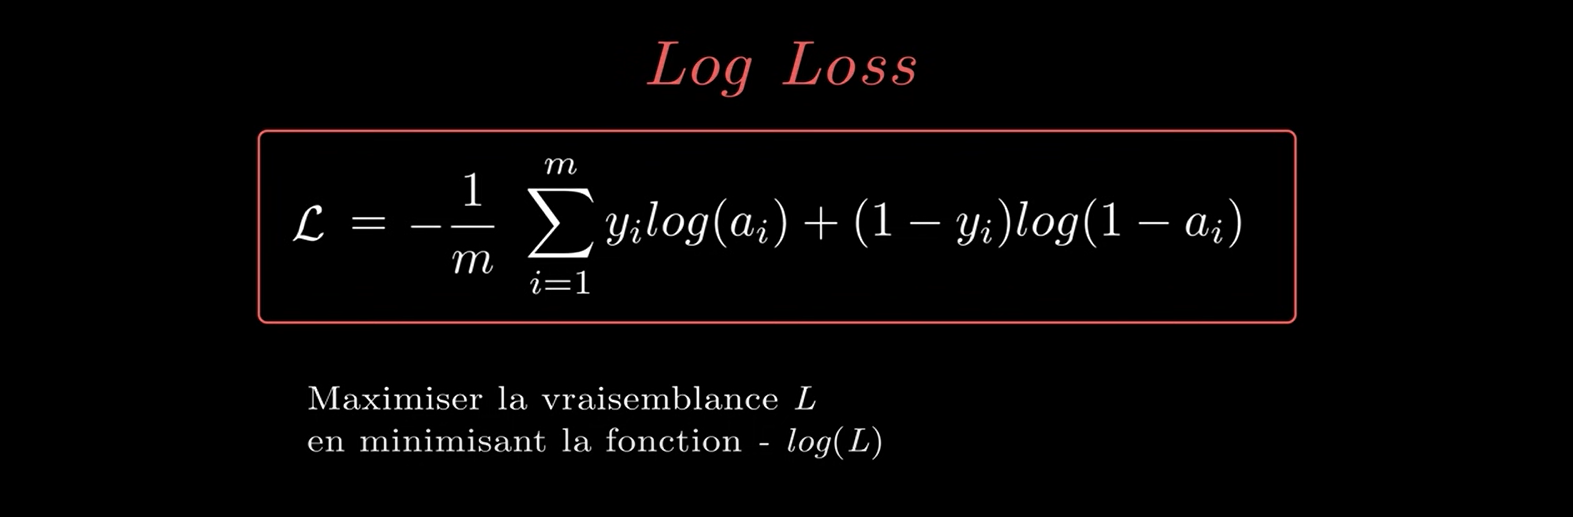 Log Loss
ℒ = -\frac{1}{m} \sum_{i=1}^{m} y_i log(a_i) + (1 - y_i)log(1 - a_i)
Maximiser la vraisemblance L
en minimisant la fonction - log(L)